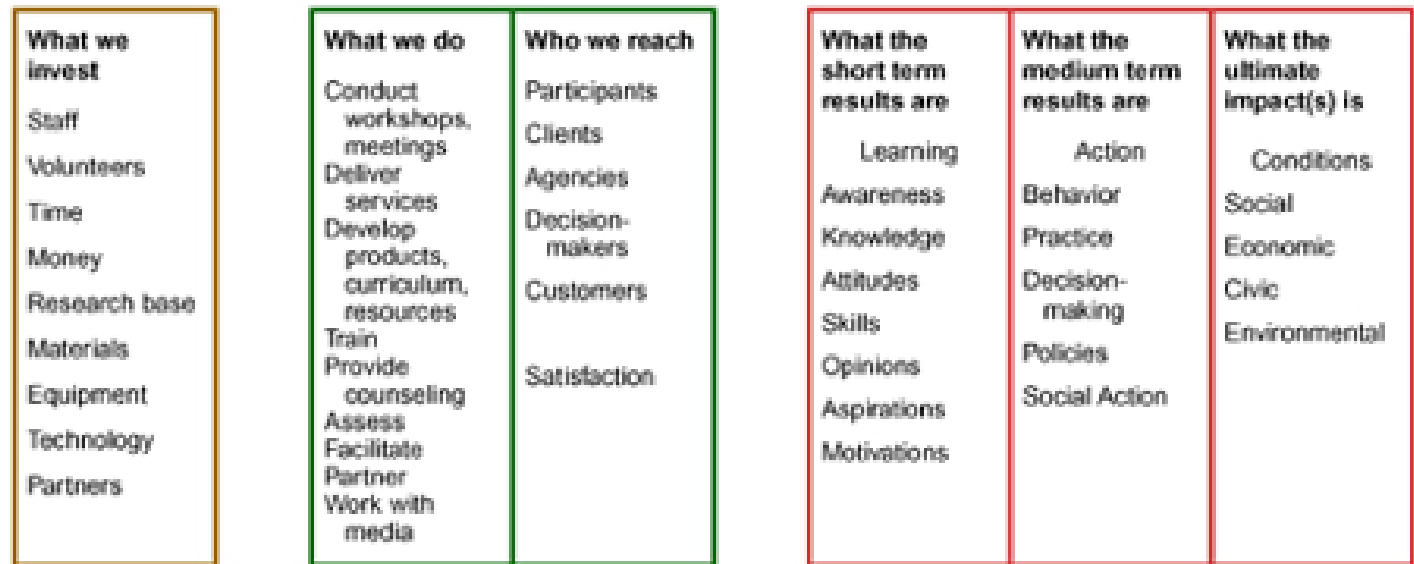 What we
invest
Staff
Volunteers
Time
Money
Research base
Materials
Equipment
Technology
Partners
What we do
Conduct
workshops,
meetings
Deliver
services
Develop
products,
curriculum,
resources
Train
Provide
counseling
Assess
Facilitate
Partner
Work with
media
Who we reach
Participants
Clients
Agencies
Decision-
makers
Customers
Satisfaction
What the
short term
results are
Learning
Awareness
Knowledge
Attitudes
Skills
Opinions
Aspirations
Motivations
What the
medium term
results are
Action
Behavior
Practice
Decision-
making
Policies
Social Action
What the
ultimate
impact(s) is
Conditions
Social
Economic
Civic
Environmental